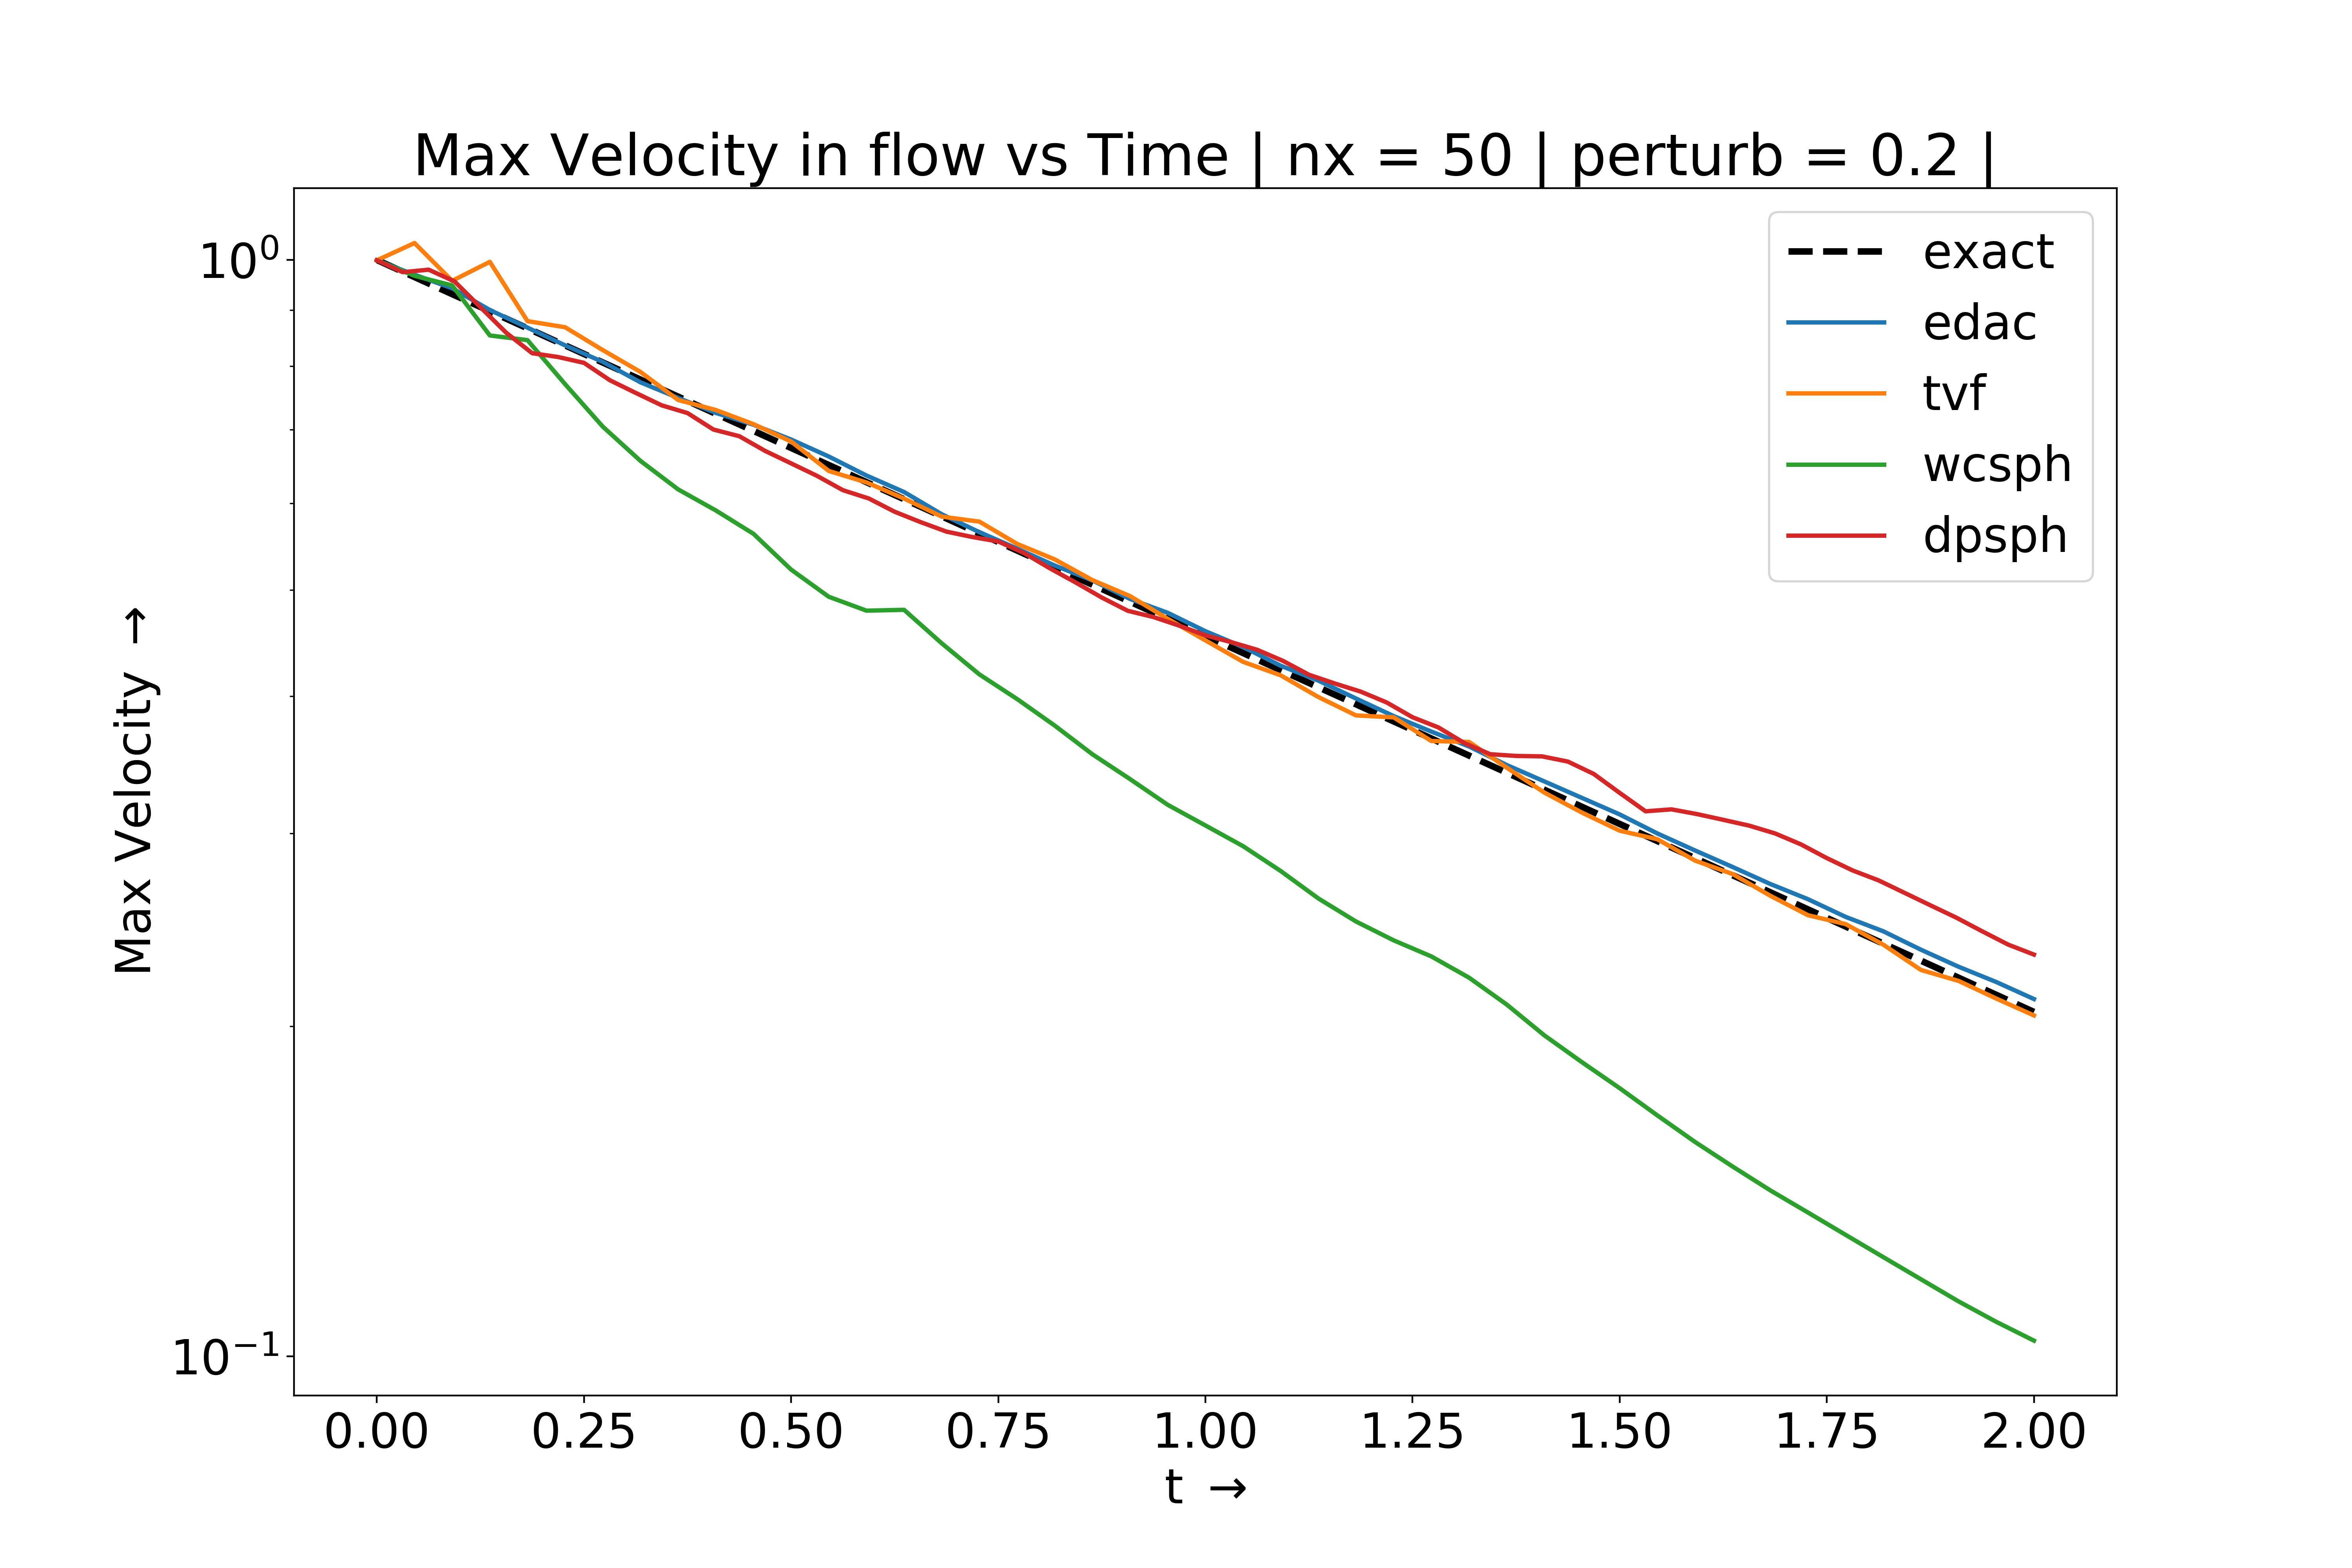 Max Velocity in flow vs Time | nx = 50 | perturb = 0.2 |
10⁰
10⁻¹
Max Velocity →
exact
edac
tvf
wcsph
dpsph
0.00 0.25 0.50 0.75 1.00 1.25 1.50 1.75 2.00
t →